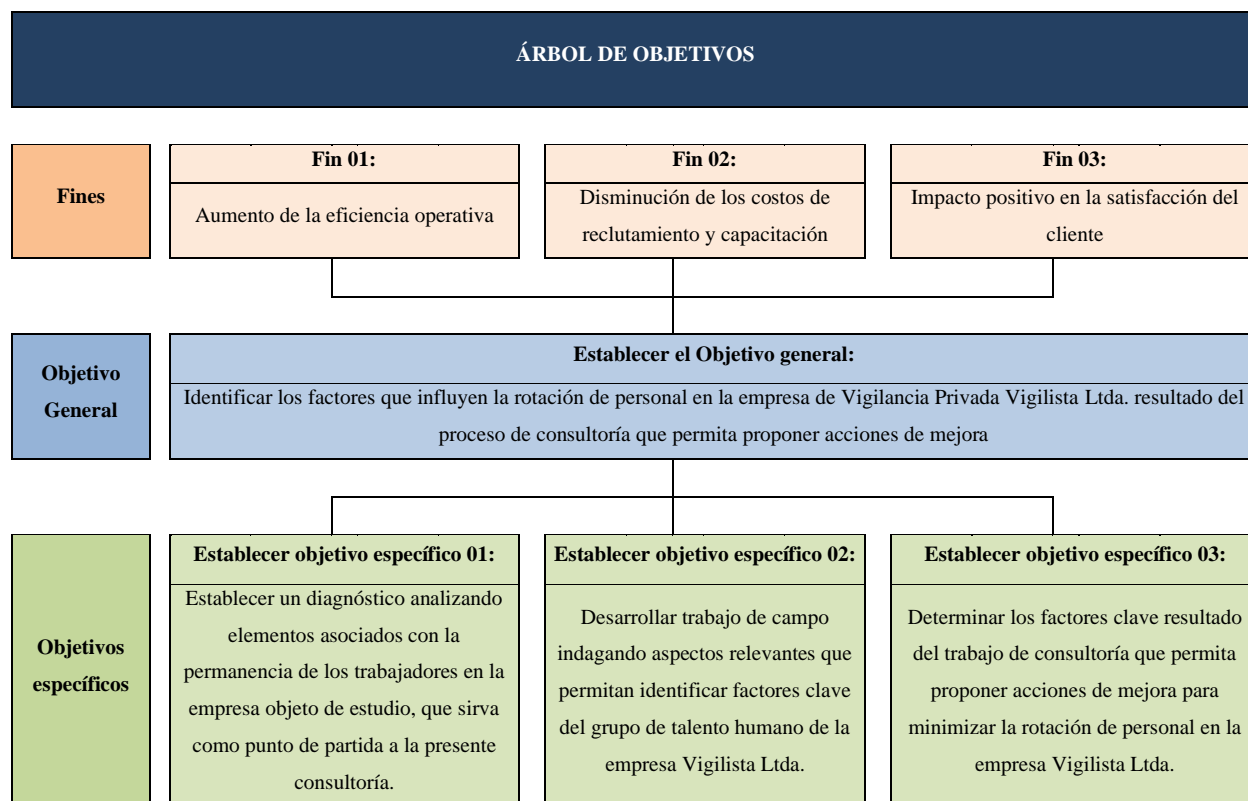 ÁRBOL DE OBJETIVOS
Fines
Fin 01:
Aumento de la eficiencia operativa
Fin 02:
Disminución de los costos de
reclutamiento y capacitación
Fin 03:
Impacto positivo en la satisfacción del
cliente
Objetivo
General
Establecer el Objetivo general:
Identificar los factores que influyen la rotación de personal en la empresa de Vigilancia Privada Vigilista Ltda. resultado del
proceso de consultoría que permita proponer acciones de mejora
Objetivos
específicos
Establecer objetivo específico 01:
Establecer un diagnóstico analizando
elementos asociados con la
permanencia de los trabajadores en la
empresa objeto de estudio, que sirva
como punto de partida a la presente
consultoría.
Establecer objetivo específico 02:
Desarrollar trabajo de campo
indagando aspectos relevantes que
permitan identificar factores clave
del grupo de talento humano de la
empresa Vigilista Ltda.
Establecer objetivo específico 03:
Determinar los factores clave resultado
del trabajo de consultoría que permita
proponer acciones de mejora para
minimizar la rotación de personal en la
empresa Vigilista Ltda.